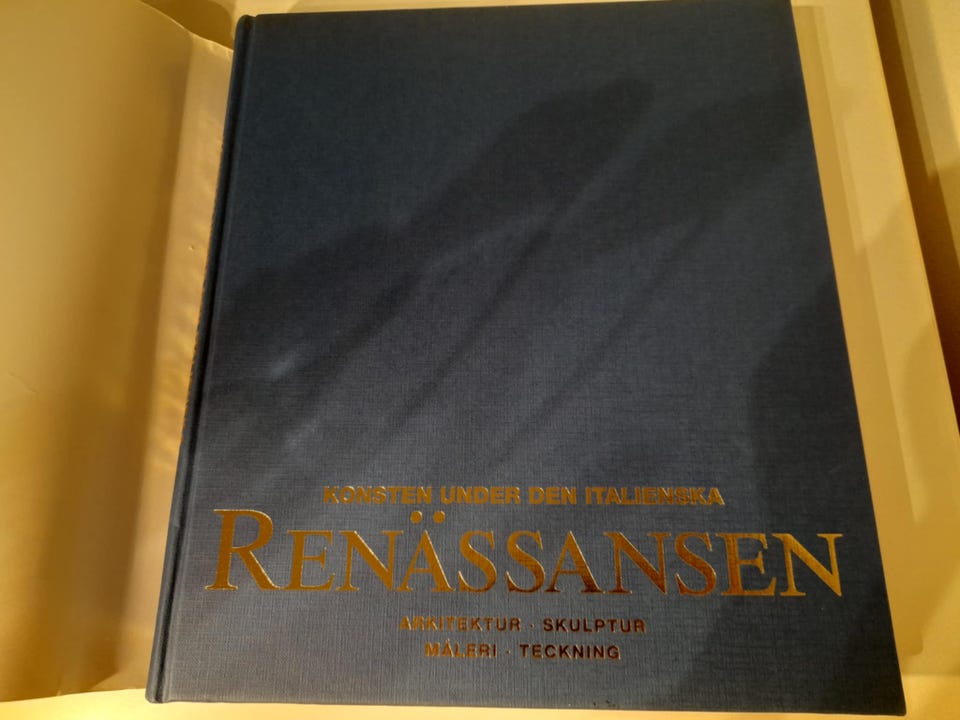 KONSTEN UNDER DEN ITALIENSKA
RENÄSSANSEN
ARKITEKTUR · SKULPTUR
MÅLERI · TECKNING